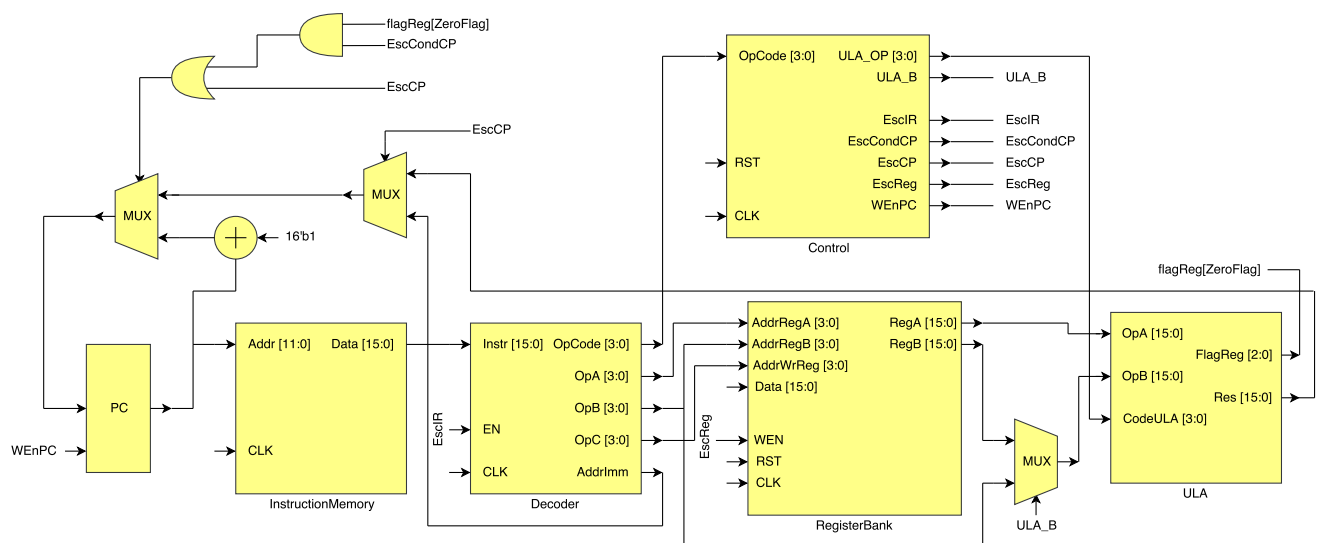 flagReg[ZeroFlag]
EscCondCP
EscCP
EscCP
MUX
MUX
16'b1
PC
WEnPC
Addr [11:0]
Data [15:0]
CLK
InstructionMemory
Instr [15:0]
OpCode [3:0]
OpA [3:0]
OpB [3:0]
OpC [3:0]
AddrImm
EN
CLK
EscIR
Decoder
OpCode [3:0]
ULA_OP [3:0]
ULA_B
EscIR
EscCondCP
EscCP
EscReg
WEnPC
RST
CLK
Control
ULA_B
EscIR
EscCondCP
EscCP
EscReg
WEnPC
AddrRegA [3:0]
AddrRegB [3:0]
AddrWrReg [3:0]
Data [15:0]
RegA [15:0]
RegB [15:0]
WEN
RST
CLK
EscReg
RegisterBank
MUX
ULA_B
flagReg[ZeroFlag]
OpA [15:0]
FlagReg [2:0]
OpB [15:0]
Res [15:0]
CodeULA [3:0]
ULA